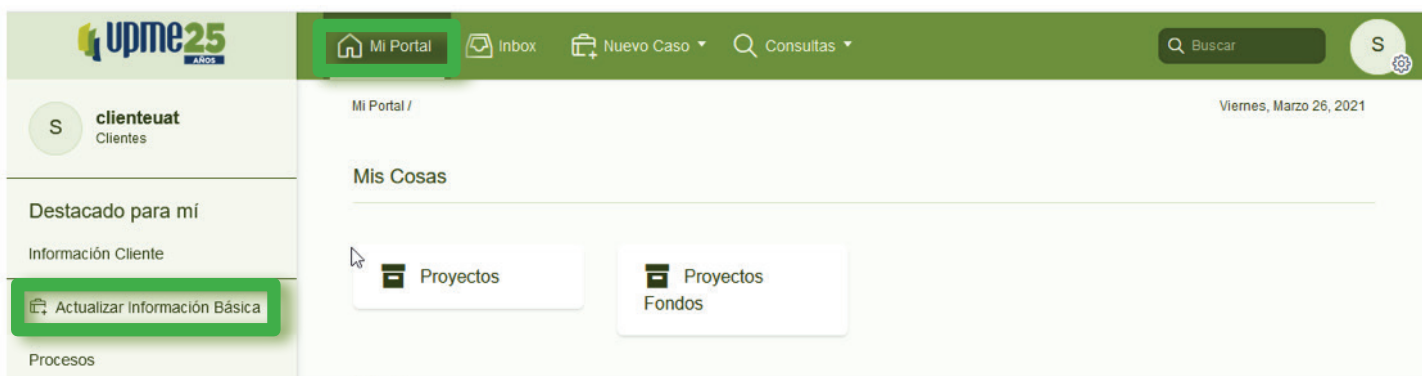 upme25
AÑOS
Mi Portal
Inbox
Nuevo Caso
Consultas
Buscar
S
S
clienteuat
Clientes
Mi Portal /
Viernes, Marzo 26, 2021
Mis Cosas
Destacado para mí
Información Cliente
Proyectos
Proyectos
Fondos
Actualizar Información Básica
Procesos